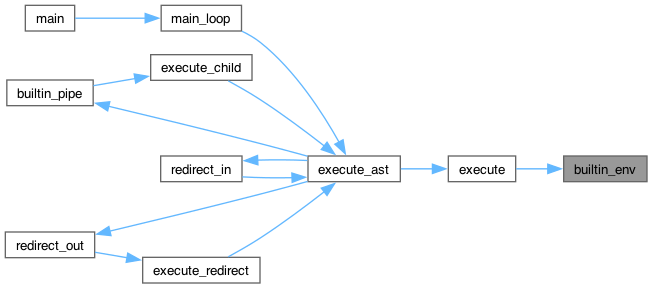 main
main_loop
execute_child
builtin_pipe
redirect_in
execute_ast
execute
builtin_env
redirect_out
execute_redirect